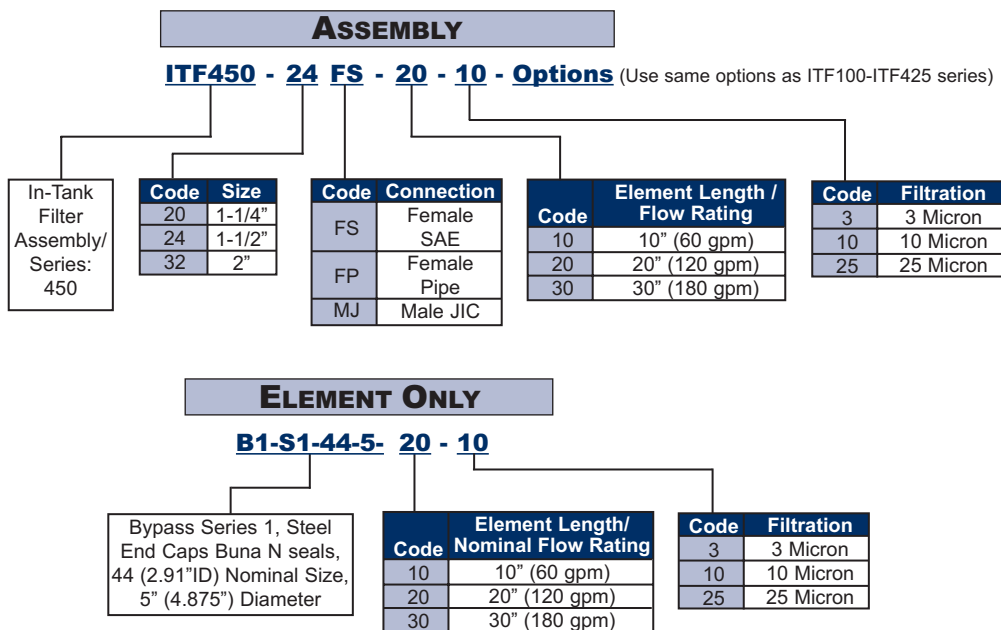 ASSEMBLY
ITF450 - 24 FS - 20 - 10 - Options (Use same options as ITF100-ITF425 series)
In-Tank
Filter
Assembly/
Series:
450
Code Size
20 1-1/4”
24 1-1/2”
32 2”
Code Connection
FS Female
SAE
FP Female
Pipe
MJ Male JIC
Element Length /
Code Flow Rating
10 10” (60 gpm)
20 20” (120 gpm)
30 30” (180 gpm)
Code Filtration
3 3 Micron
10 10 Micron
25 25 Micron
ELEMENT ONLY
B1-S1-44-5- 20 - 10
Bypass Series 1, Steel
End Caps Buna N seals,
44 (2.91”ID) Nominal Size,
5” (4.875”) Diameter
Element Length/
Code Nominal Flow Rating
10 10” (60 gpm)
20 20” (120 gpm)
30 30” (180 gpm)
Code Filtration
3 3 Micron
10 10 Micron
25 25 Micron